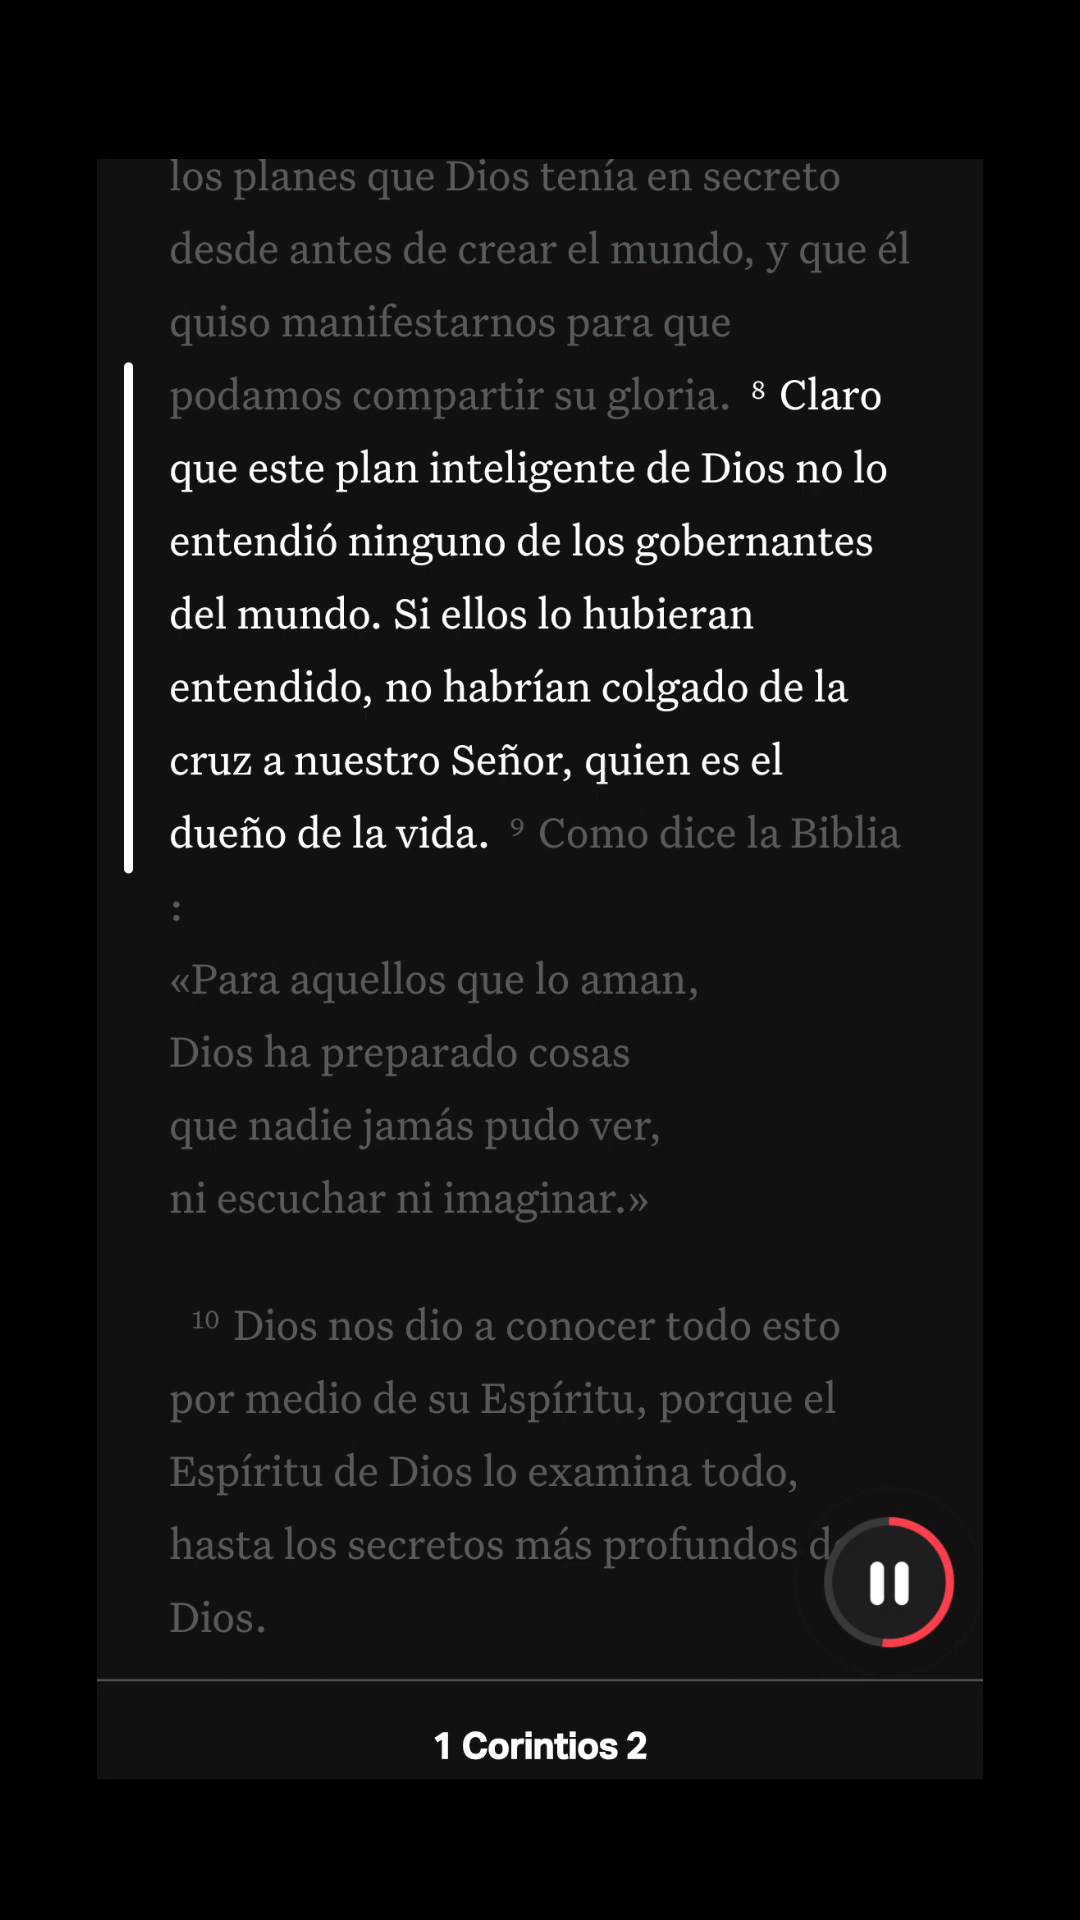 los planes que Dios tenía en secreto
desde antes de crear el mundo, y que él
quiso manifestarnos para que
podamos compartir su gloria. 8 Claro
que este plan inteligente de Dios no lo
entendió ninguno de los gobernantes
del mundo. Si ellos lo hubieran
entendido, no habrían colgado de la
cruz a nuestro Señor, quien es el
dueño de la vida. 9 Como dice la Biblia
:
«Para aquellos que lo aman,
Dios ha preparado cosas
que nadie jamás pudo ver,
ni escuchar ni imaginar.»
10 Dios nos dio a conocer todo esto
por medio de su Espíritu, porque el
Espíritu de Dios lo examina todo,
hasta los secretos más profundos de
Dios.
1 Corintios 2